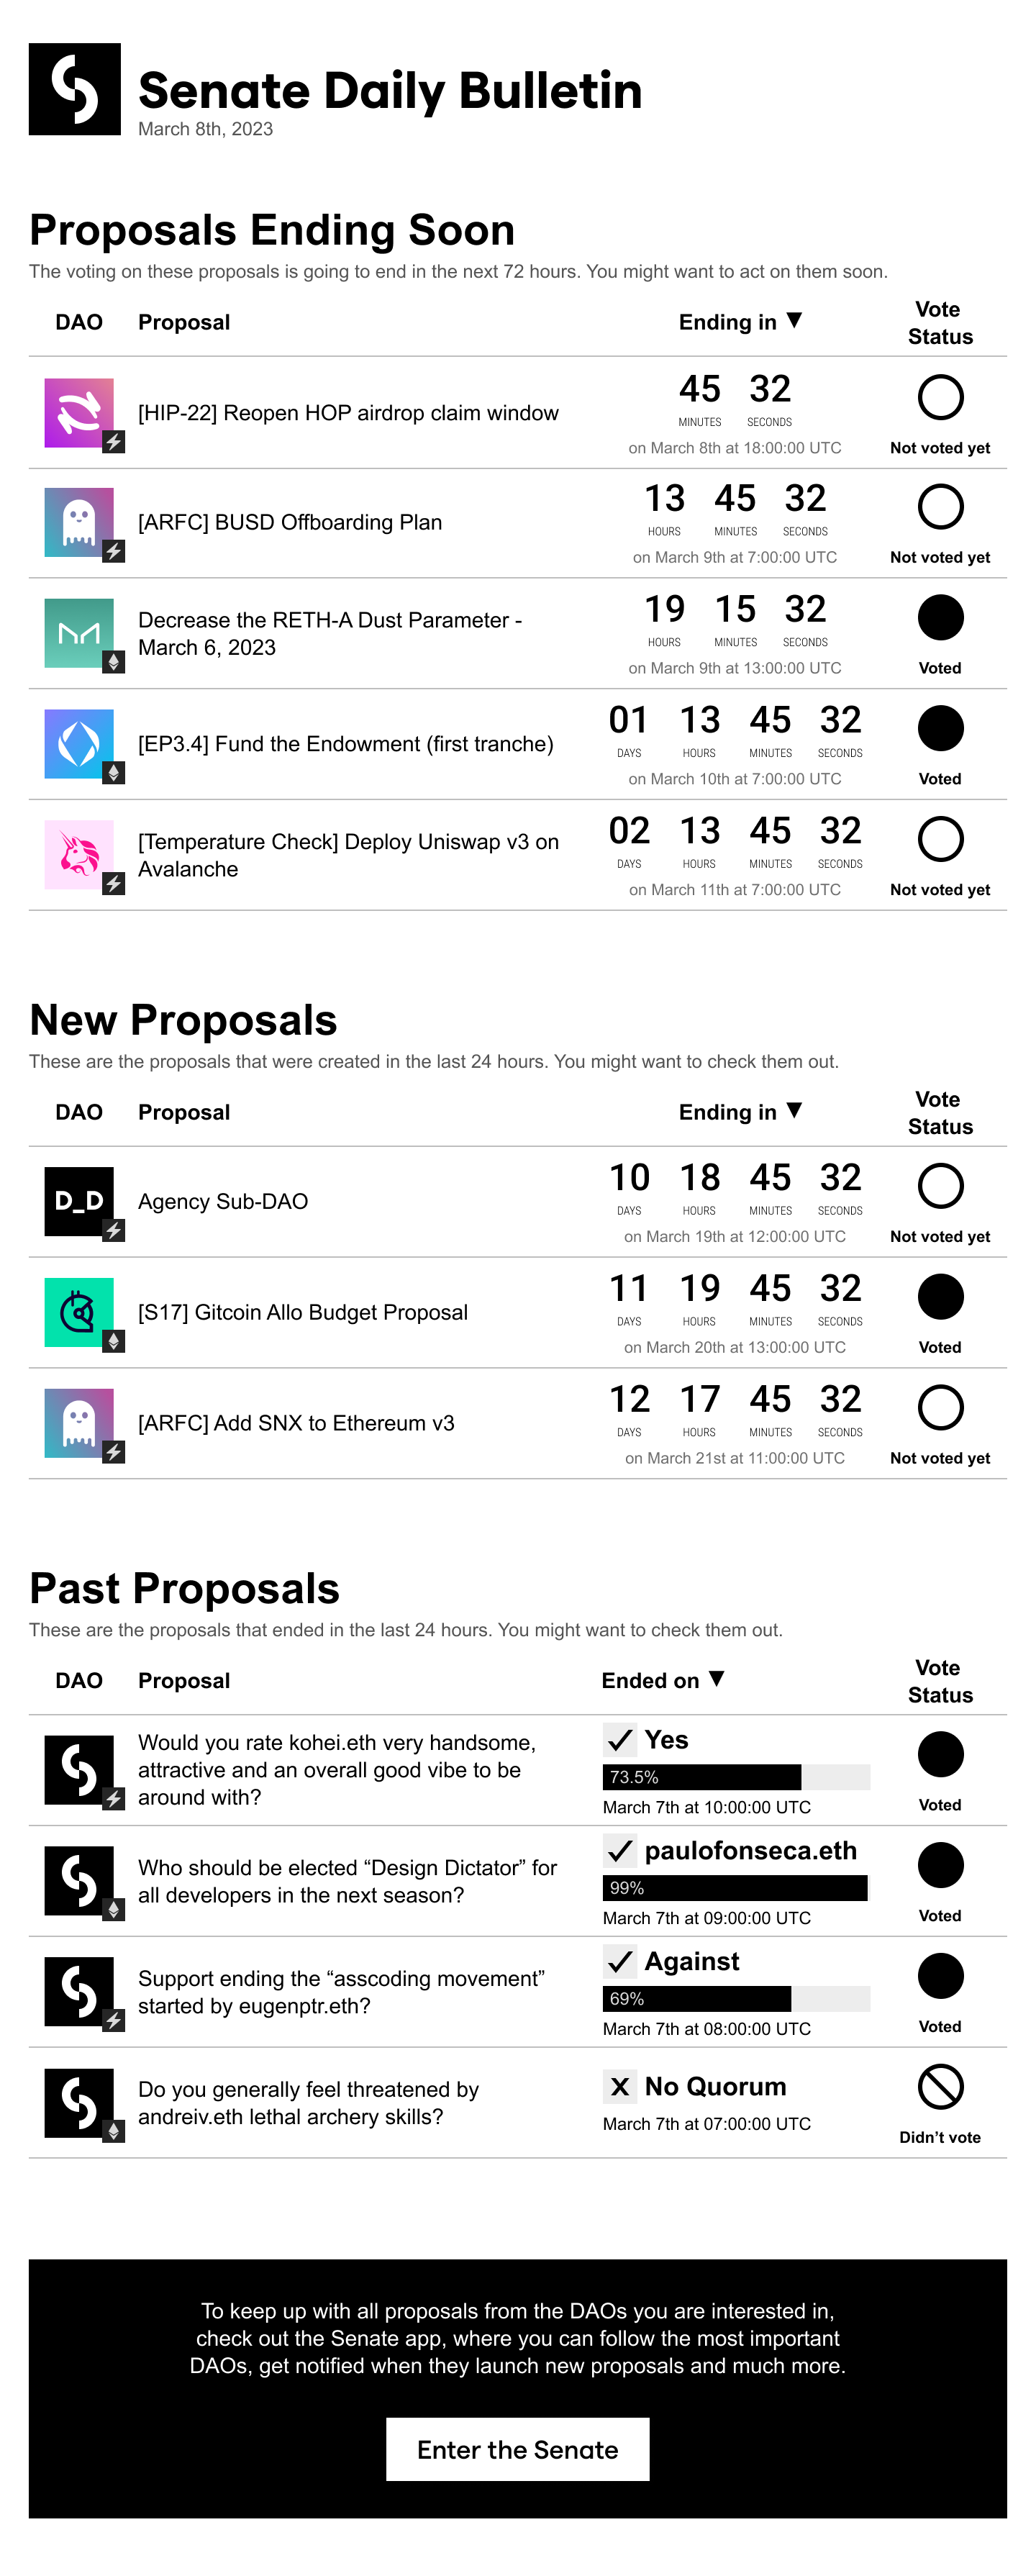 Senate Daily Bulletin
March 8th, 2023
Proposals Ending Soon
The voting on these proposals is going to end in the next 72 hours. You might want to act on them soon.
DAO Proposal Ending in ▼ Vote
Status
[HIP-22] Reopen HOP airdrop claim window
45 32
MINUTES SECONDS
on March 8th at 18:00:00 UTC
Not voted yet
[ARFC] BUSD Offboarding Plan
13 45 32
HOURS MINUTES SECONDS
on March 9th at 7:00:00 UTC
Not voted yet
Decrease the RETH-A Dust Parameter -
March 6, 2023
19 15 32
HOURS MINUTES SECONDS
on March 9th at 13:00:00 UTC
Voted
[EP3.4] Fund the Endowment (first tranche)
01 13 45 32
DAYS HOURS MINUTES SECONDS
on March 10th at 7:00:00 UTC
Voted
[Temperature Check] Deploy Uniswap v3 on
Avalanche
02 13 45 32
DAYS HOURS MINUTES SECONDS
on March 11th at 7:00:00 UTC
Not voted yet
New Proposals
These are the proposals that were created in the last 24 hours. You might want to check them out.
DAO Proposal Ending in ▼ Vote
Status
D_D
Agency Sub-DAO
10 18 45 32
DAYS HOURS MINUTES SECONDS
on March 19th at 12:00:00 UTC
Not voted yet
[S17] Gitcoin Allo Budget Proposal
11 19 45 32
DAYS HOURS MINUTES SECONDS
on March 20th at 13:00:00 UTC
Voted
[ARFC] Add SNX to Ethereum v3
12 17 45 32
DAYS HOURS MINUTES SECONDS
on March 21st at 11:00:00 UTC
Not voted yet
Past Proposals
These are the proposals that ended in the last 24 hours. You might want to check them out.
DAO Proposal Ended on ▼ Vote
Status
Would you rate kohei.eth very handsome,
attractive and an overall good vibe to be
around with?
Yes
73.5%
March 7th at 10:00:00 UTC
Voted
Who should be elected “Design Dictator” for
all developers in the next season?
paulofonseca.eth
99%
March 7th at 09:00:00 UTC
Voted
Support ending the “asscoding movement”
started by eugenptr.eth?
Against
69%
March 7th at 08:00:00 UTC
Voted
Do you generally feel threatened by
andreiv.eth lethal archery skills?
No Quorum
March 7th at 07:00:00 UTC
Didn’t vote
To keep up with all proposals from the DAOs you are interested in,
check out the Senate app, where you can follow the most important
DAOs, get notified when they launch new proposals and much more.
Enter the Senate